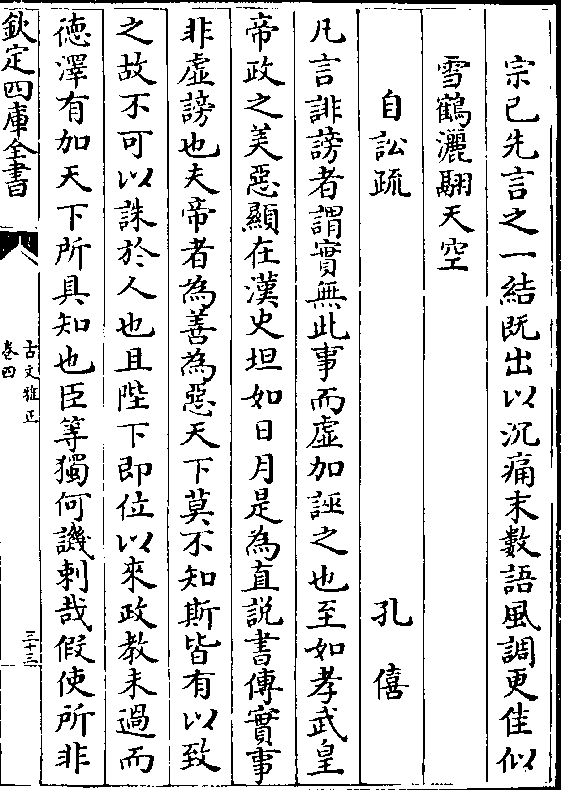 宗已先言之一結既出以沉痛末數語風調更佳似
雪鶴灑翮天空
自訟疏 孔僖
凡言誹謗者謂實無此事而虛加誣之也至如孝武皇
帝政之美惡顯在漢史坦如日月是為直説書傳實事
非虛謗也夫帝者為善為惡天下莫不知斯皆有以致
之故不可以誅於人也且陛下即位以來政教未過而
徳澤有加天下所具知也臣等獨何譏刺哉假使所非
欽定四庫全書
古文雅正
卷四
三十三